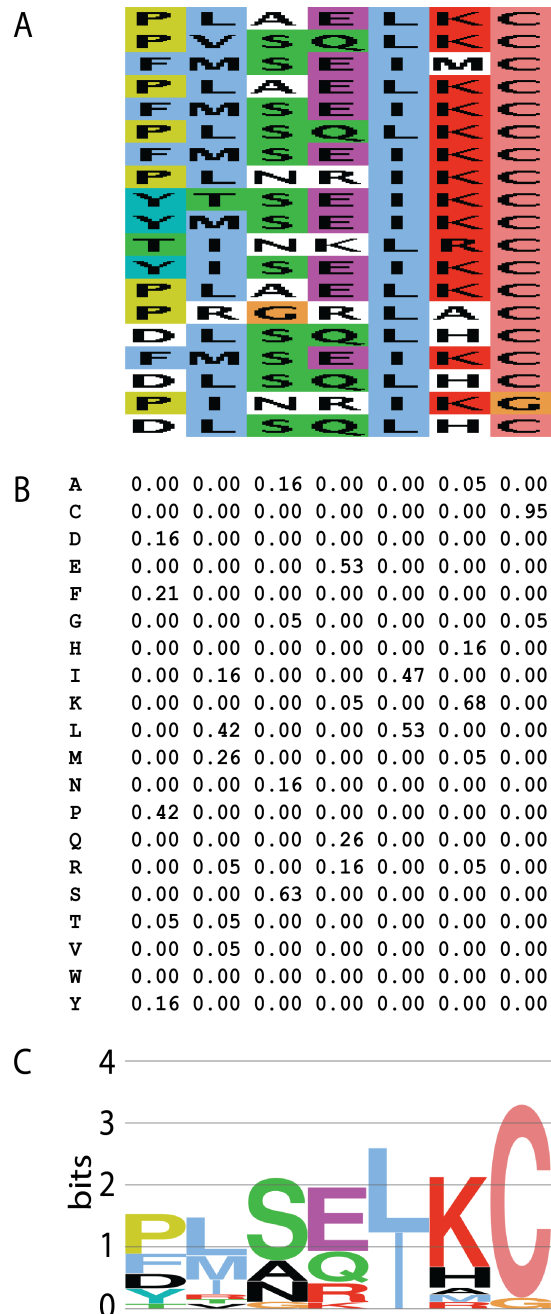 A
P L A E L K C
P V S Q L K C
F M S E I M C
P L A E L K C
F M S E I K C
P L S Q L K C
F M S E I K C
P L N R I K C
Y T S E I K C
Y M S E I K C
T I N K L R C
Y I S E I K C
P L A E L K C
P R G R L A C
D L S Q L H C
F M S E I K C
D L S Q L H C
P I N R I K G
D L S Q L H C
B
A 0.00 0.00 0.16 0.00 0.00 0.05 0.00
C 0.00 0.00 0.00 0.00 0.00 0.00 0.95
D 0.16 0.00 0.00 0.00 0.00 0.00 0.00
E 0.00 0.00 0.00 0.53 0.00 0.00 0.00
F 0.21 0.00 0.00 0.00 0.00 0.00 0.00
G 0.00 0.00 0.05 0.00 0.00 0.00 0.05
H 0.00 0.00 0.00 0.00 0.00 0.16 0.00
I 0.00 0.16 0.00 0.00 0.47 0.00 0.00
K 0.00 0.00 0.00 0.05 0.00 0.68 0.00
L 0.00 0.42 0.00 0.00 0.53 0.00 0.00
M 0.00 0.26 0.00 0.00 0.00 0.05 0.00
N 0.00 0.00 0.16 0.00 0.00 0.00 0.00
P 0.42 0.00 0.00 0.00 0.00 0.00 0.00
Q 0.00 0.00 0.00 0.26 0.00 0.00 0.00
R 0.00 0.05 0.00 0.16 0.00 0.05 0.00
S 0.00 0.00 0.63 0.00 0.00 0.00 0.00
T 0.05 0.05 0.00 0.00 0.00 0.00 0.00
V 0.00 0.05 0.00 0.00 0.00 0.00 0.00
W 0.00 0.00 0.00 0.00 0.00 0.00 0.00
Y 0.16 0.00 0.00 0.00 0.00 0.00 0.00
C
4
3
2
1
0
bits
P L S E L K C
F M A Q I H G
D I N R A
Y R G K M
T T R
V